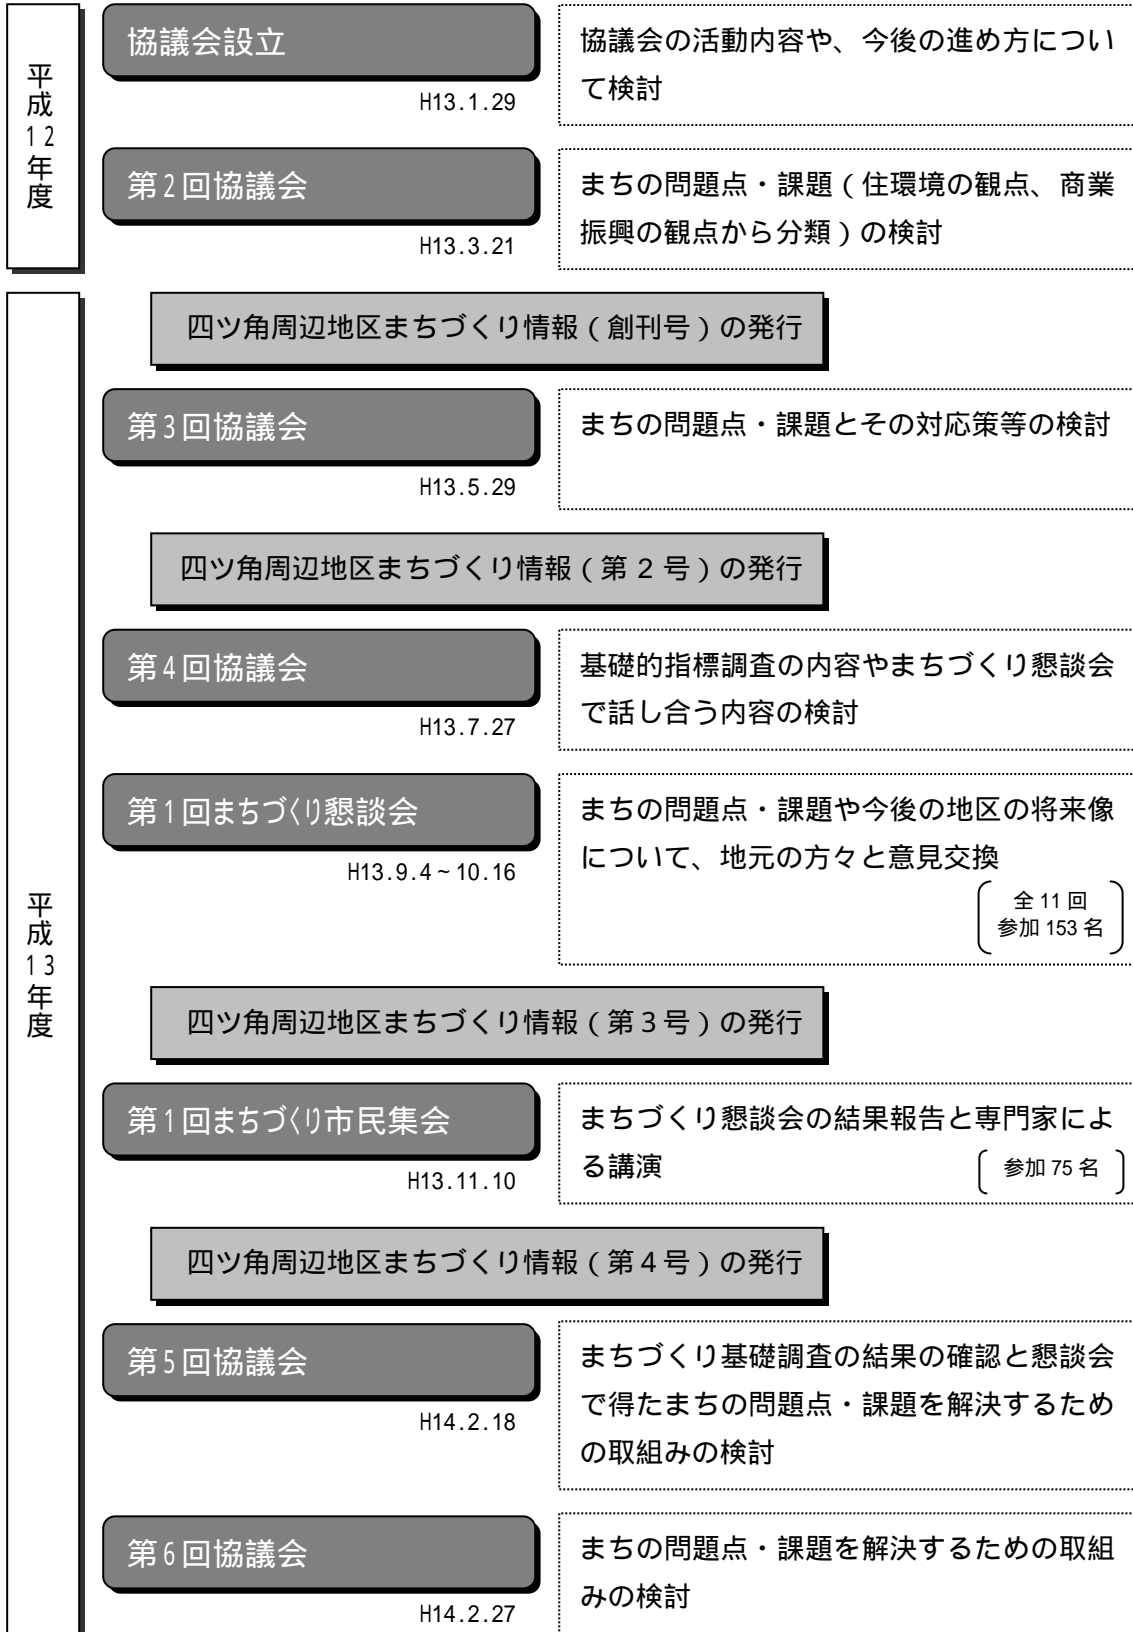 平成12年度
協議会設立
H13.1.29
協議会の活動内容や、今後の進め方につい
て検討
第2回協議会
H13.3.21
まちの問題点・課題(住環境の観点、商業
振興の観点から分類)の検討
平成13年度
四ツ角周辺地区まちづくり情報(創刊号)の発行
第3回協議会
H13.5.29
まちの問題点・課題とその対応策等の検討
四ツ角周辺地区まちづくり情報(第2号)の発行
第4回協議会
H13.7.27
基礎的指標調査の内容やまちづくり懇談会
で話し合う内容の検討
第1回まちづくり懇談会
H13.9.4~10.16
まちの問題点・課題や今後の地区の将来像
について、地元の方々と意見交換
全11回
参加153名
四ツ角周辺地区まちづくり情報(第3号)の発行
第1回まちづくり市民集会
H13.11.10
まちづくり懇談会の結果報告と専門家によ
る講演
参加75名
四ツ角周辺地区まちづくり情報(第4号)の発行
第5回協議会
H14.2.18
まちづくり基礎調査の結果の確認と懇談会
で得たまちの問題点・課題を解決するため
の取組みの検討
第6回協議会
H14.2.27
まちの問題点・課題を解決するための取組
みの検討